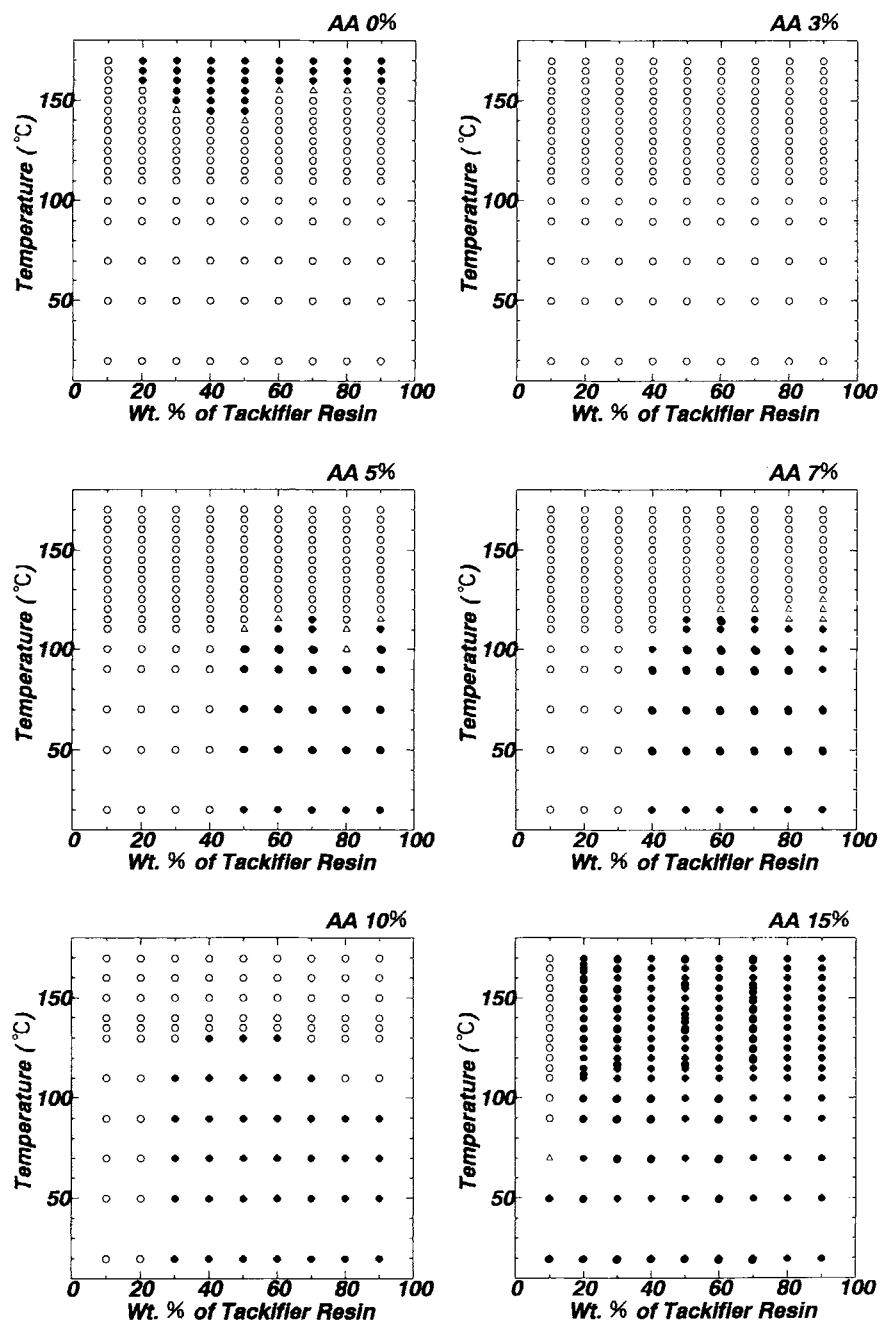 AA 0%
AA 3%
Temperature (°C)
150
100
50
0 20 40 60 80 100
Wt. % of Tackifier Resin
Temperature (°C)
150
100
50
0 20 40 60 80 100
Wt. % of Tackifier Resin
AA 5%
AA 7%
Temperature (°C)
150
100
50
0 20 40 60 80 100
Wt. % of Tackifier Resin
Temperature (°C)
150
100
50
0 20 40 60 80 100
Wt. % of Tackifier Resin
AA 10%
AA 15%
Temperature (°C)
150
100
50
0 20 40 60 80 100
Wt. % of Tackifier Resin
Temperature (°C)
150
100
50
0 20 40 60 80 100
Wt. % of Tackifier Resin